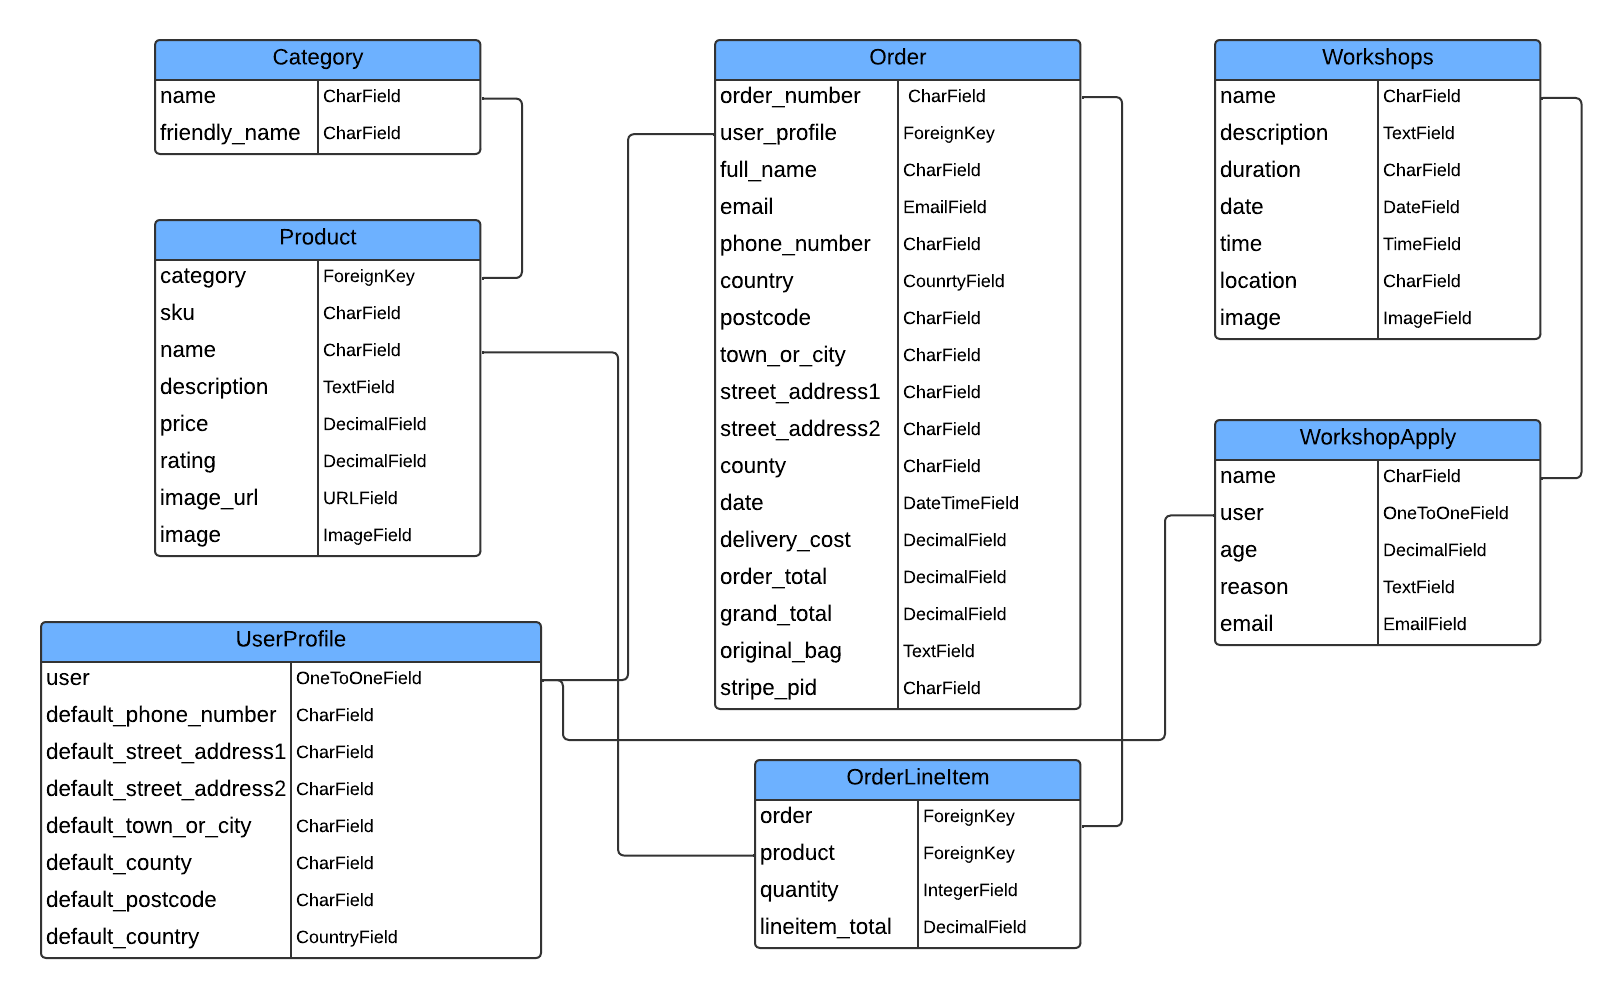 Category
name CharField
friendly_name CharField
Product
category ForeignKey
sku CharField
name CharField
description TextField
price DecimalField
rating DecimalField
image_url URLField
image ImageField
UserProfile
user OneToOneField
default_phone_number CharField
default_street_address1 CharField
default_street_address2 CharField
default_town_or_city CharField
default_county CharField
default_postcode CharField
default_country CountryField
Order
order_number CharField
user_profile ForeignKey
full_name CharField
email EmailField
phone_number CharField
country CounrtyField
postcode CharField
town_or_city CharField
street_address1 CharField
street_address2 CharField
county CharField
date DateTimeField
delivery_cost DecimalField
order_total DecimalField
grand_total DecimalField
original_bag TextField
stripe_pid CharField
OrderLineItem
order ForeignKey
product ForeignKey
quantity IntegerField
lineitem_total DecimalField
Workshops
name CharField
description TextField
duration CharField
date DateField
time TimeField
location CharField
image ImageField
WorkshopApply
name CharField
user OneToOneField
age DecimalField
reason TextField
email EmailField